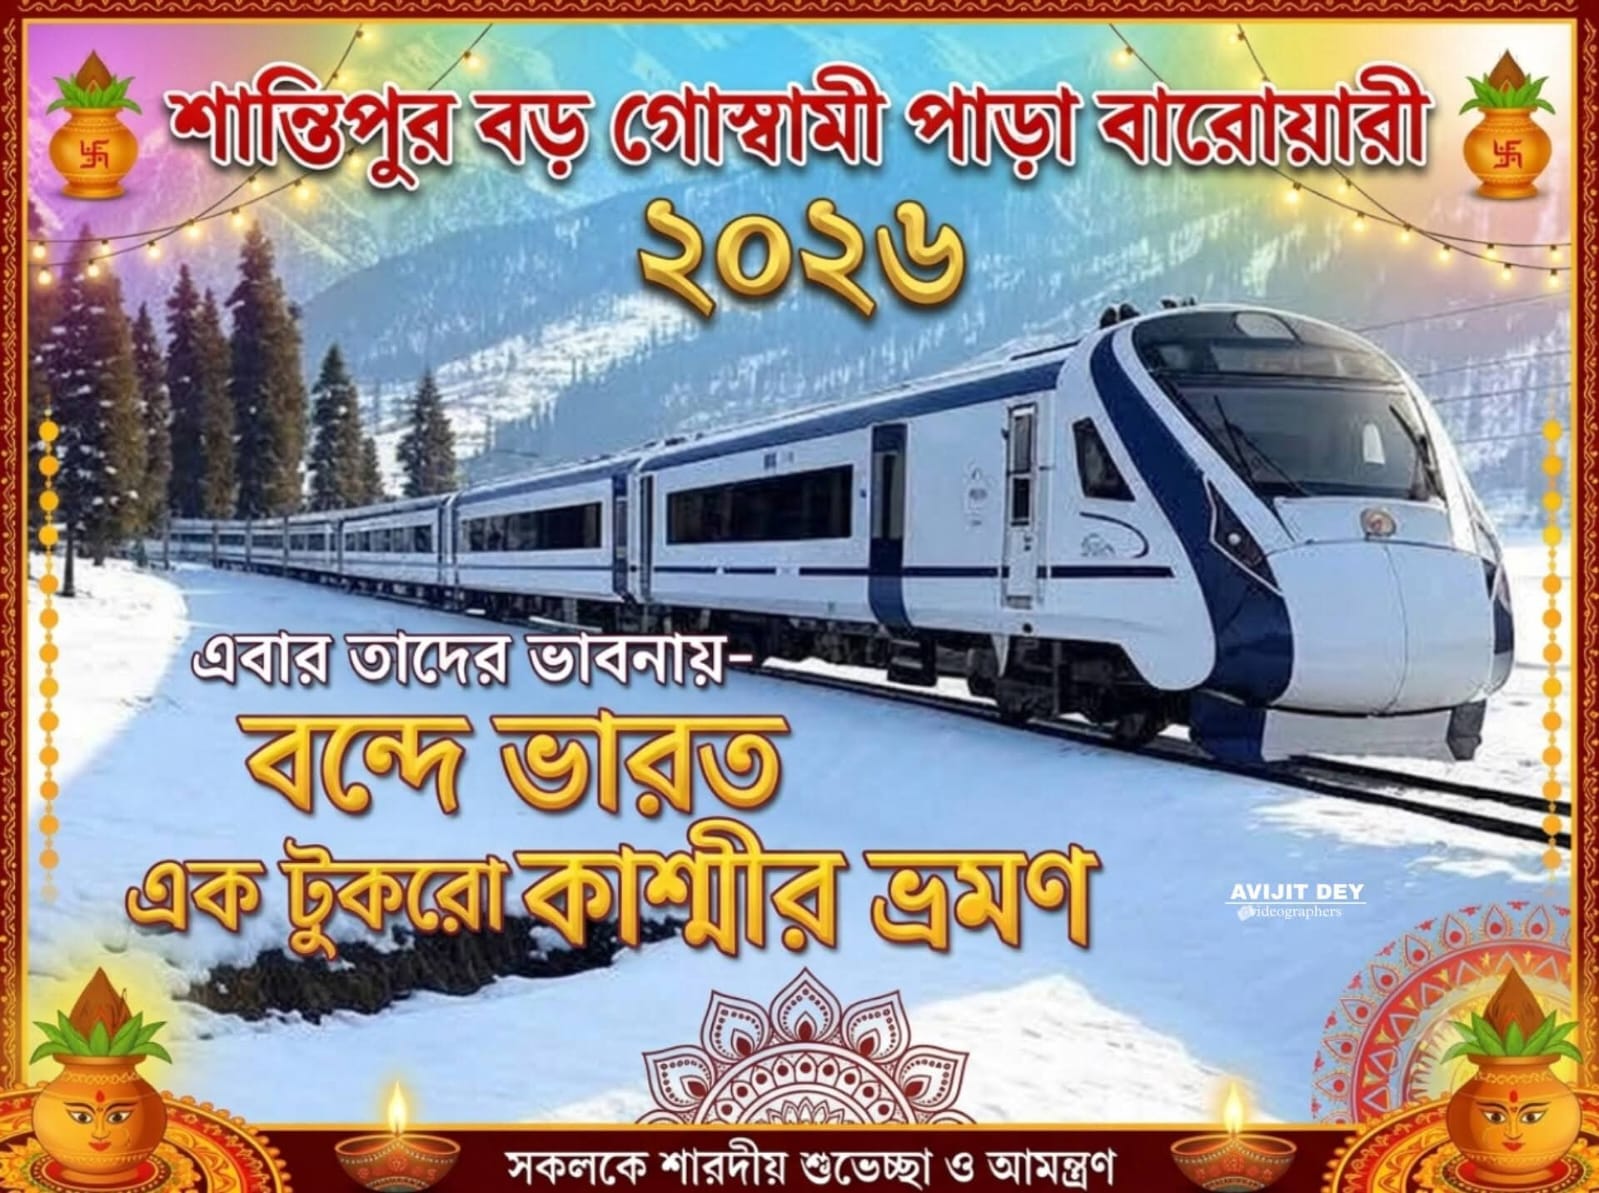 শান্তিপুর বড় গোস্বামী পাড়া বারোয়ারী
২০২৬
এবার তাদের ভাবনায়-
বন্দে ভারত
এক টুকরো কাশ্মীর ভ্রমণ
AVIJIT DEY
videographers
সকলকে শারদীয় শুভেচ্ছা ও আমন্ত্রণ